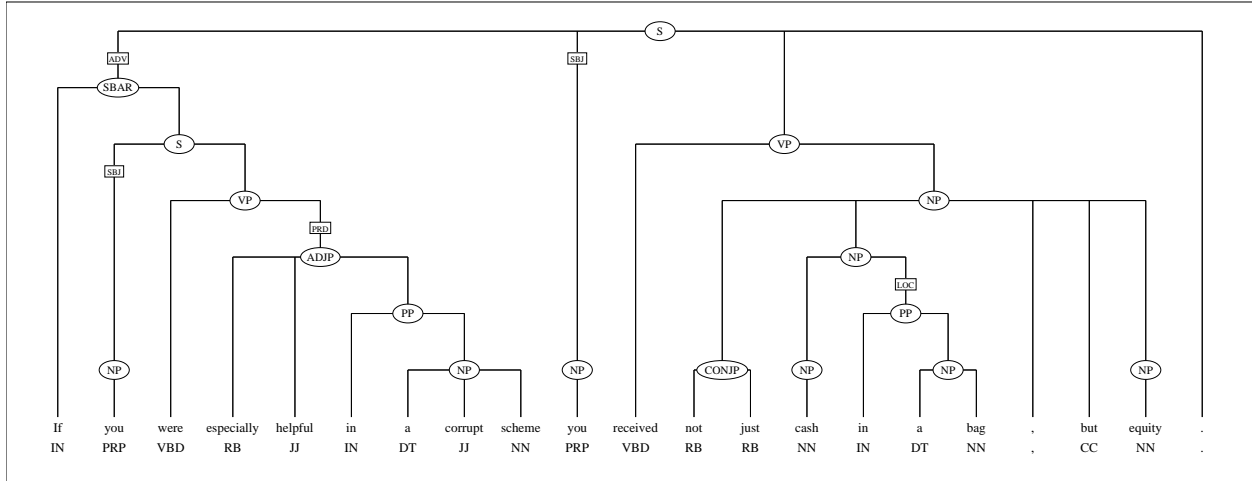 S
ADV SBJ
SBAR
S VP
SBJ
VP NP
PRD
ADJP NP
LOC
PP PP
NP NP NP CONJP NP NP NP
If you were especially helpful in a corrupt scheme you received not just cash in a bag , but equity .
IN PRP VBD RB JJ IN DT JJ NN PRP VBD RB RB NN IN DT NN , CC NN .